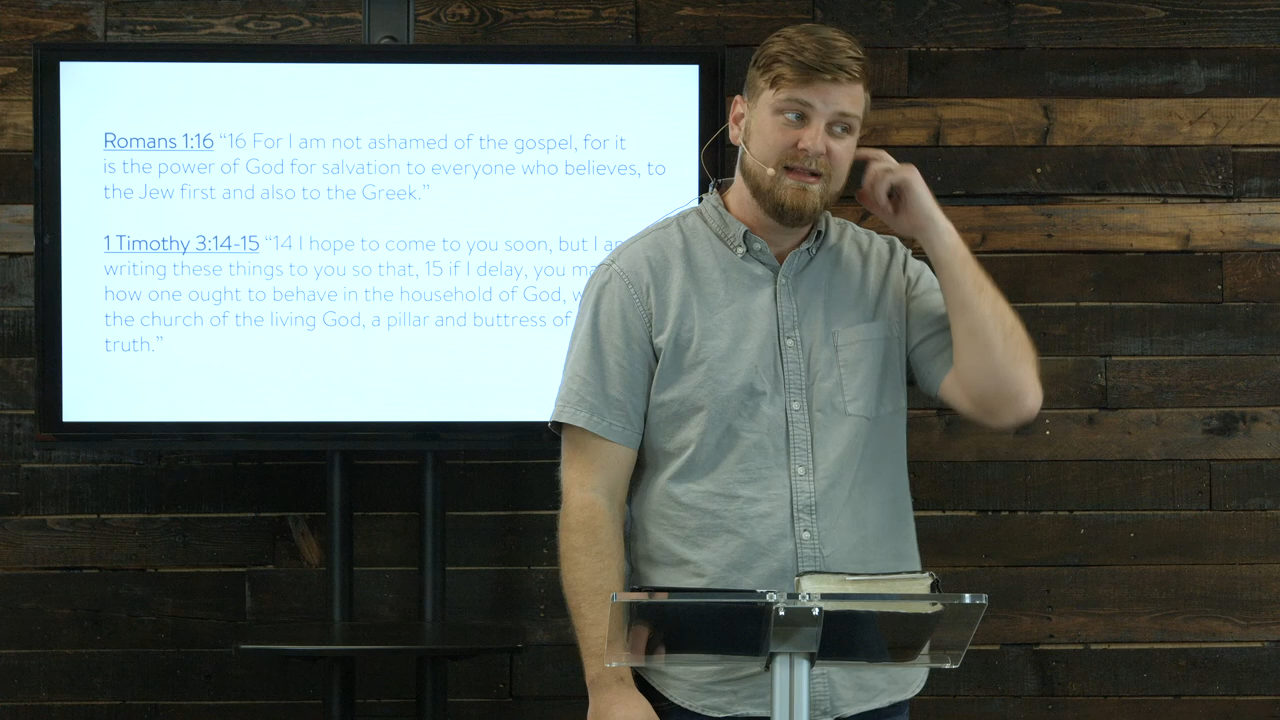 Romans 1:16 “16 For I am not ashamed of the gospel, for it
is the power of God for salvation to everyone who believes, to
the Jew first and also to the Greek.”
1 Timothy 3:14-15 “14 I hope to come to you soon, but I
writing these things to you so that, 15 if I delay, you
how one ought to behave in the household of God,
the church of the living God, a pillar and buttress of
truth.”